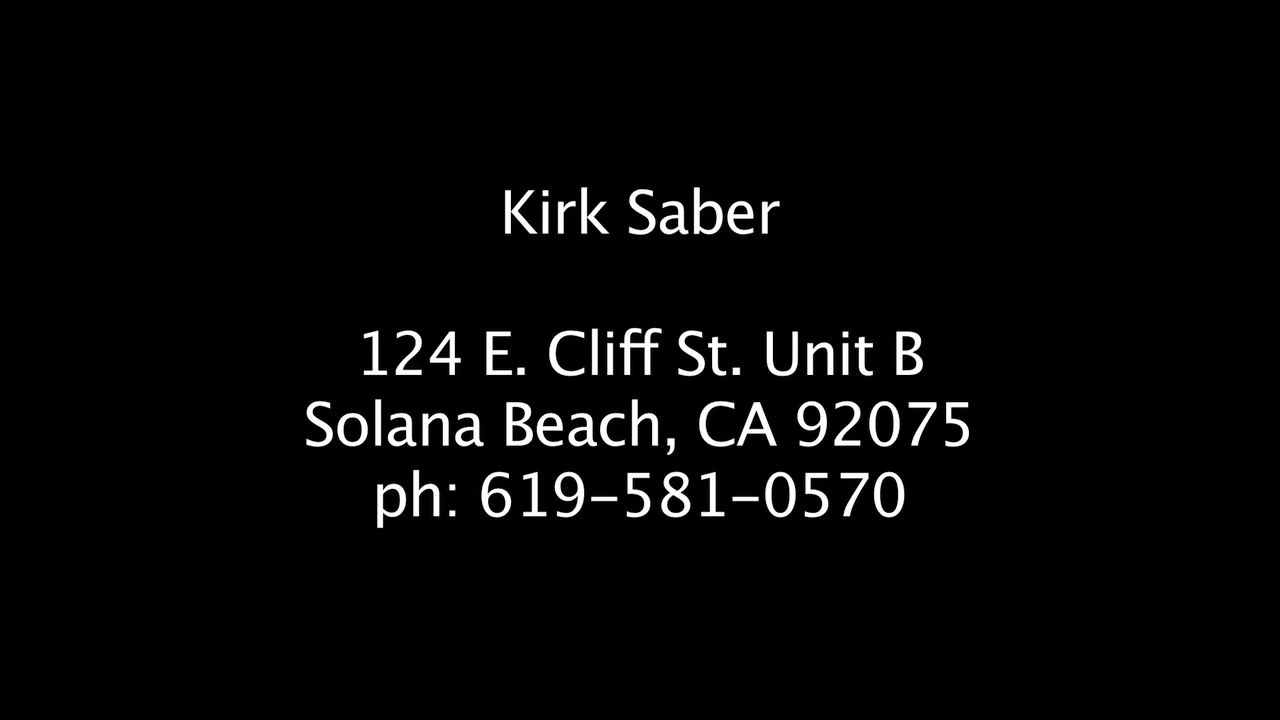 Kirk Saber
124 E. Cliff St. Unit B
Solana Beach, CA 92075
ph: 619-581-0570